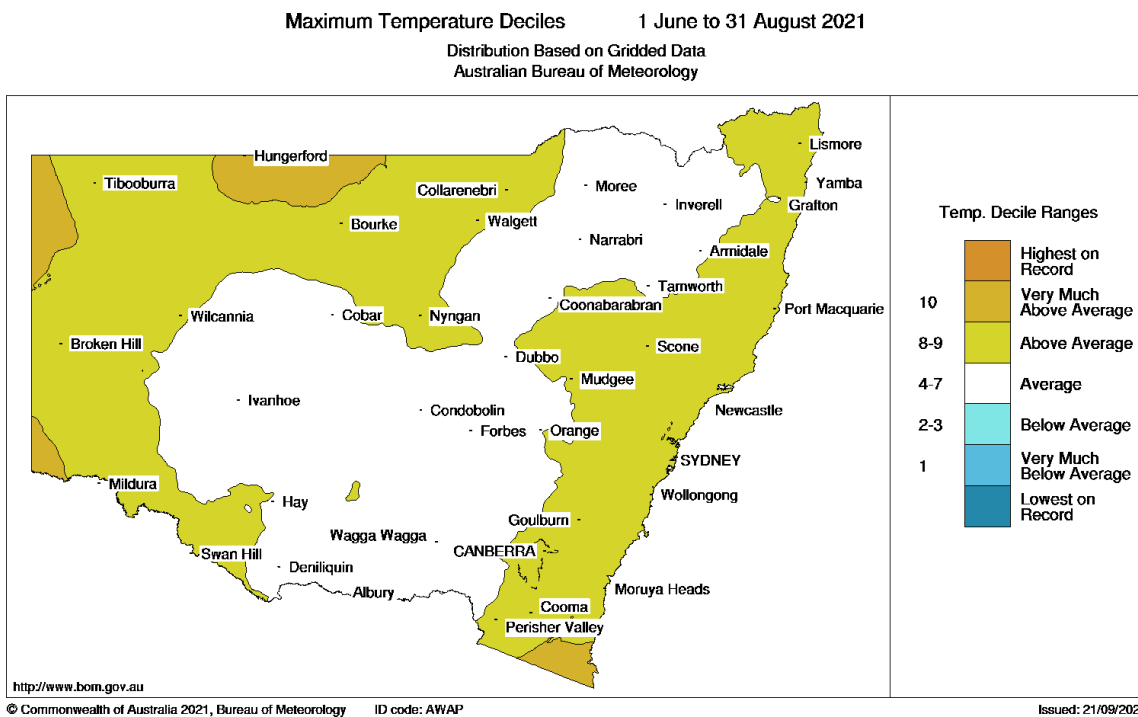 Maximum Temperature Deciles 1 June to 31 August 2021
Distribution Based on Gridded Data
Australian Bureau of Meteorology
Lismore
Hungerford
Tibooburra
Yamba
Moree
Collarenebri
Inverell
Grafton
Bourke
Walgett
Narrabri
Armidale
Tamworth
Coonabarabran
Port Macquarie
Wilcannia
Cobar
Nyngan
Broken Hill
Scone
Dubbo
Mudgee
Ivanhoe
Condobolin
Newcastle
Forbes
Orange
SYDNEY
Mildura
Wollongong
Hay
Goulburn
Wagga Wagga
Swan Hill
CANBERRA
Deniliquin
Albury
Moruya Heads
Cooma
Perisher Valley
Temp. Decile Ranges
Highest on
Record
10 Very Much
Above Average
8-9 Above Average
4-7 Average
2-3 Below Average
1 Very Much
Below Average
Lowest on
Record
http://www.bom.gov.au
© Commonwealth of Australia 2021, Bureau of Meteorology ID code: AWAP Issued: 21/09/202